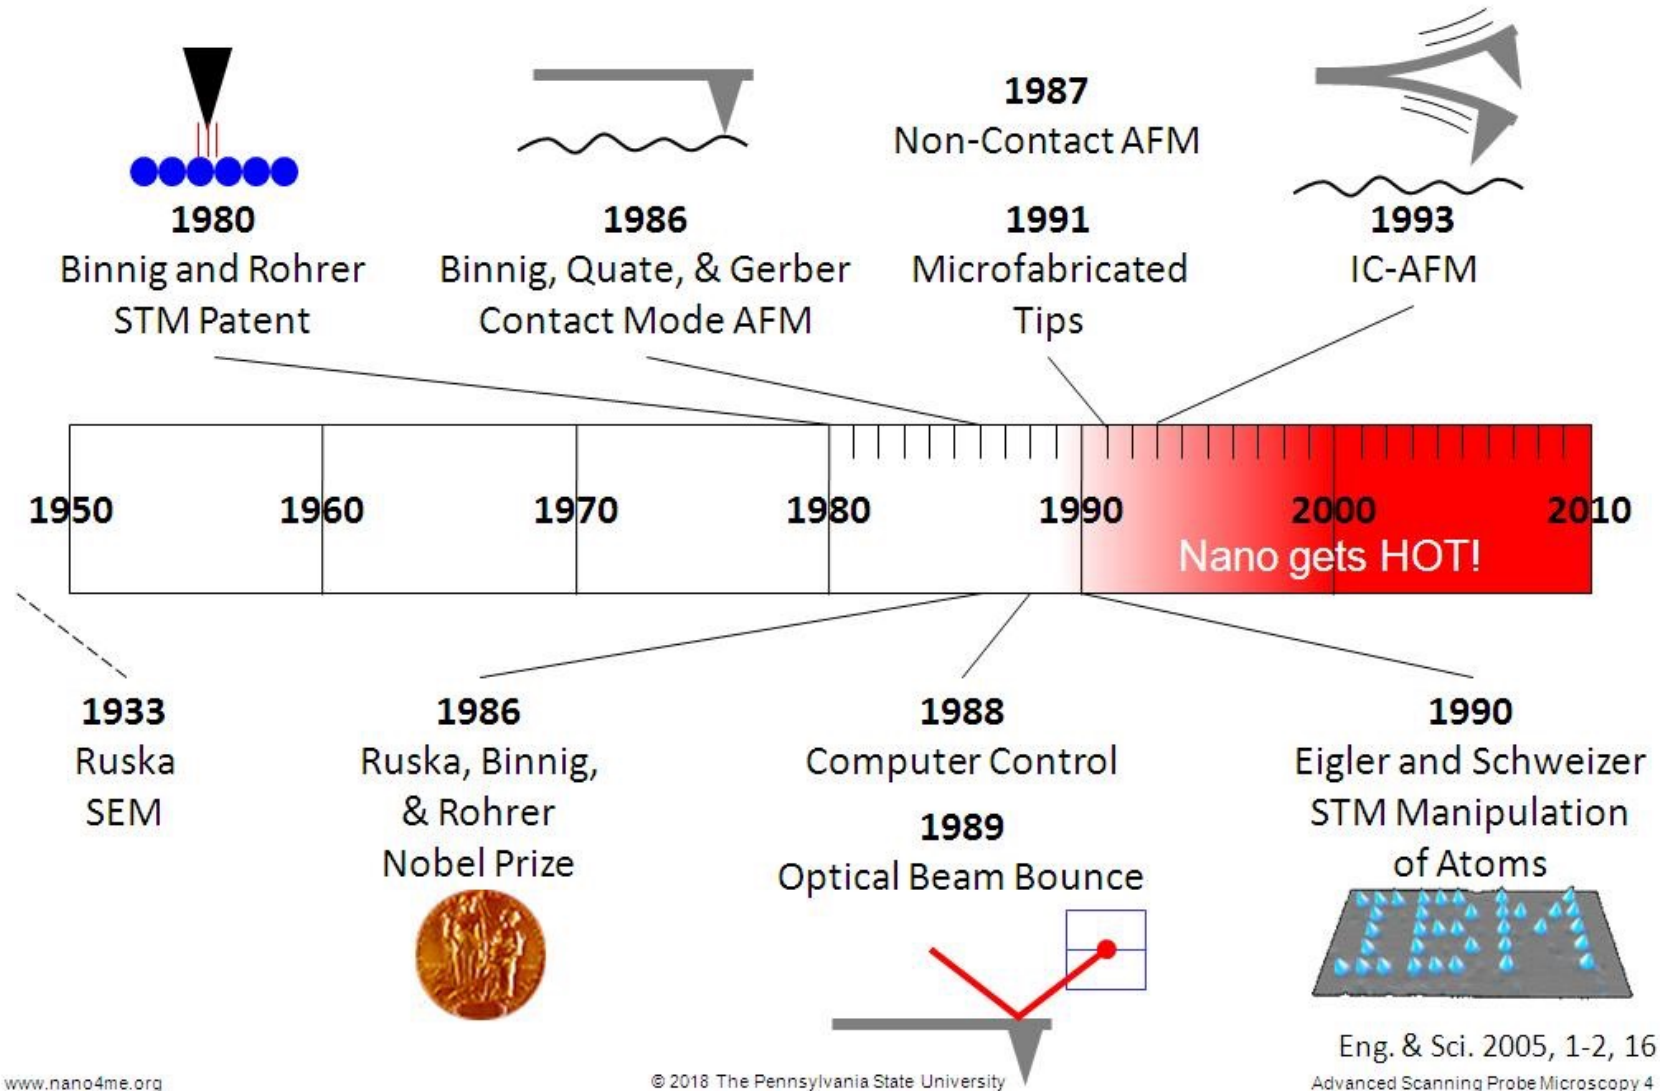 1987
Non-Contact AFM
1980
Binnig and Rohrer
STM Patent
1986
Binnig, Quate, & Gerber
Contact Mode AFM
1991
Microfabricated
Tips
1993
IC-AFM
1950 1960 1970 1980 1990 2000 2010
Nano gets HOT!
1933
Ruska
SEM
1986
Ruska, Binnig,
& Rohrer
Nobel Prize
1988
Computer Control
1989
Optical Beam Bounce
1990
Eigler and Schweizer
STM Manipulation
of Atoms
IBM
Eng. & Sci. 2005, 1-2, 16
www.nano4me.org
© 2018 The Pennsylvania State University
Advanced Scanning Probe Microscopy 4